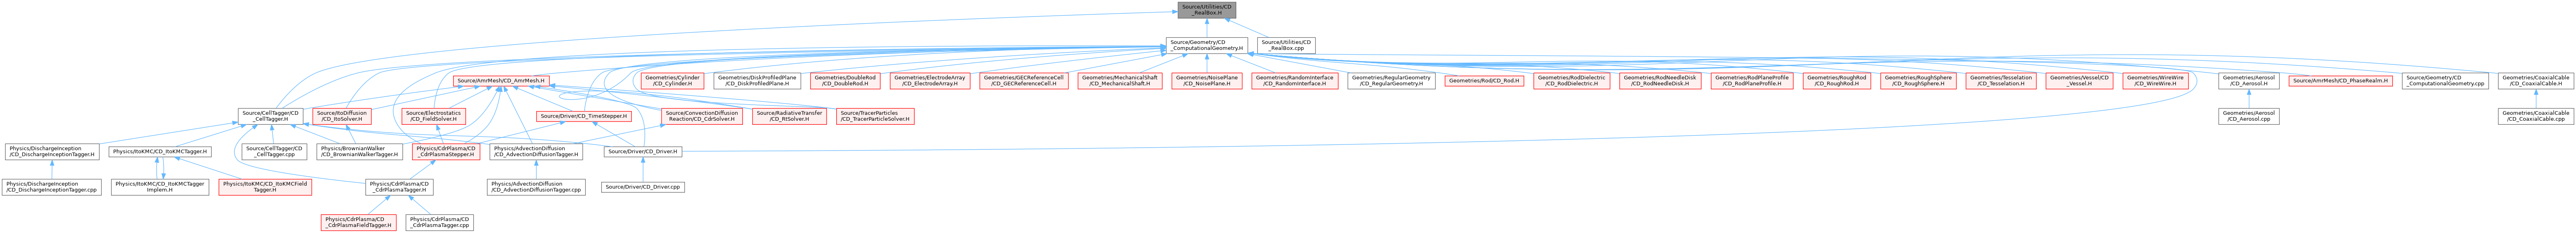 Source/Utilities/CD
_RealBox.H
Source/Geometry/CD
_ComputationalGeometry.H
Source/Utilities/CD
_RealBox.cpp
Source/AmrMesh/CD_AmrMesh.H
Geometries/Cylinder
/CD_Cylinder.H
Geometries/DiskProfiledPlane
/CD_DiskProfiledPlane.H
Geometries/DoubleRod
/CD_DoubleRod.H
Geometries/ElectrodeArray
/CD_ElectrodeArray.H
Geometries/GECReferenceCell
/CD_GECReferenceCell.H
Geometries/MechanicalShaft
/CD_MechanicalShaft.H
Geometries/NoisePlane
/CD_NoisePlane.H
Geometries/RandomInterface
/CD_RandomInterface.H
Geometries/RegularGeometry
/CD_RegularGeometry.H
Geometries/Rod/CD_Rod.H
Geometries/RodDielectric
/CD_RodDielectric.H
Geometries/RodNeedleDisk
/CD_RodNeedleDisk.H
Geometries/RodPlaneProfile
/CD_RodPlaneProfile.H
Geometries/RoughRod
/CD_RoughRod.H
Geometries/RoughSphere
/CD_RoughSphere.H
Geometries/Tesselation
/CD_Tesselation.H
Geometries/Vessel/CD
_Vessel.H
Geometries/WireWire
/CD_WireWire.H
Geometries/Aerosol
/CD_Aerosol.H
Source/AmrMesh/CD_PhaseRealm.H
Source/Geometry/CD
_ComputationalGeometry.cpp
Geometries/CoaxialCable
/CD_CoaxialCable.H
Source/CellTagger/CD
_CellTagger.H
Source/ItoDiffusion
/CD_ItoSolver.H
Source/Electrostatics
/CD_FieldSolver.H
Source/Driver/CD_TimeStepper.H
Source/ConvectionDiffusion
Reaction/CD_CdrSolver.H
Source/RadiativeTransfer
/CD_RtSolver.H
Source/TracerParticles
/CD_TracerParticleSolver.H
Geometries/Aerosol
/CD_Aerosol.cpp
Geometries/CoaxialCable
/CD_CoaxialCable.cpp
Physics/DischargeInception
/CD_DischargeInceptionTagger.H
Physics/ItoKMC/CD_ItoKMCTagger.H
Source/CellTagger/CD
_CellTagger.cpp
Physics/BrownianWalker
/CD_BrownianWalkerTagger.H
Physics/CdrPlasma/CD
_CdrPlasmaStepper.H
Physics/AdvectionDiffusion
/CD_AdvectionDiffusionTagger.H
Source/Driver/CD_Driver.H
Physics/DischargeInception
/CD_DischargeInceptionTagger.cpp
Physics/ItoKMC/CD_ItoKMCTagger
Implem.H
Physics/ItoKMC/CD_ItoKMCField
Tagger.H
Physics/CdrPlasma/CD
_CdrPlasmaTagger.H
Physics/AdvectionDiffusion
/CD_AdvectionDiffusionTagger.cpp
Source/Driver/CD_Driver.cpp
Physics/CdrPlasma/CD
_CdrPlasmaFieldTagger.H
Physics/CdrPlasma/CD
_CdrPlasmaTagger.cpp